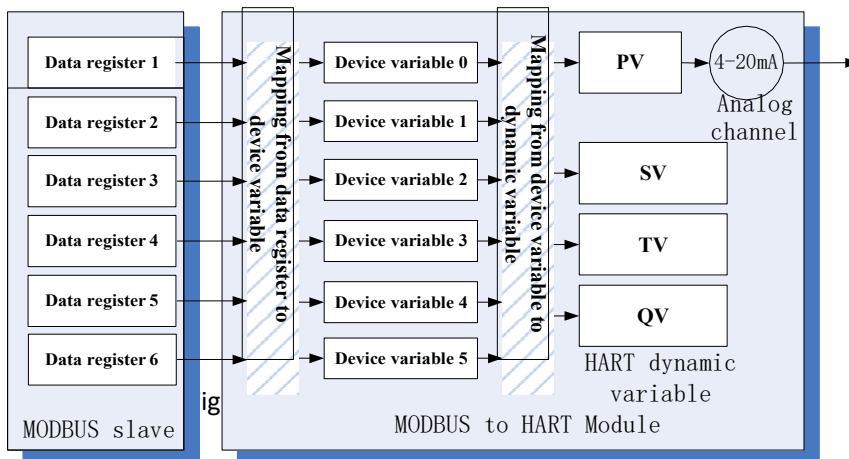 Data register 1
Data register 2
Data register 3
Data register 4
Data register 5
Data register 6
MODBUS slave
ig
Mapping from data register to
device variable
Device variable 0
Device variable 1
Device variable 2
Device variable 3
Device variable 4
Device variable 5
Mapping from device variable to
dynamic variable
PV
4-20mA
Analog
channel
SV
TV
QV
HART dynamic
variable
MODBUS to HART Module